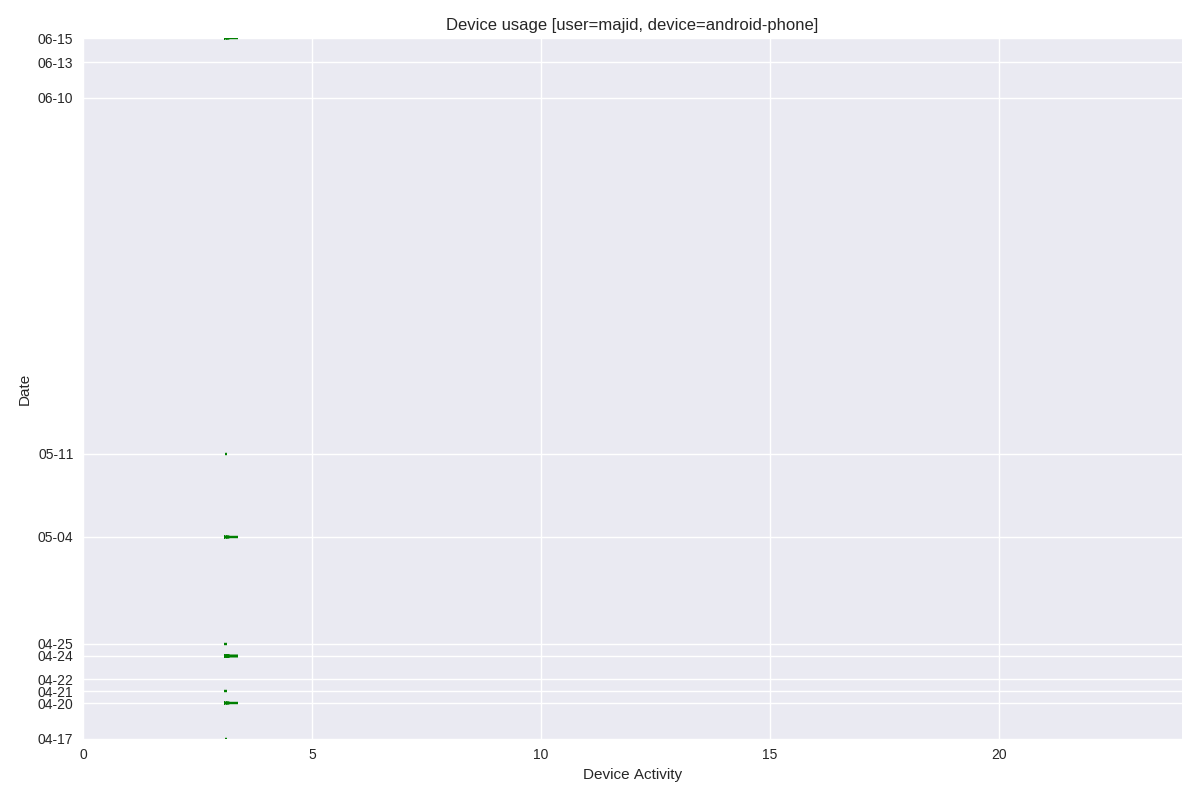 Device usage [user=majid, device=android-phone]
06-15
06-13
06-10
05-11
05-04
04-25
04-24
04-22
04-21
04-20
04-17
Date
0 5 10 15 20
Device Activity